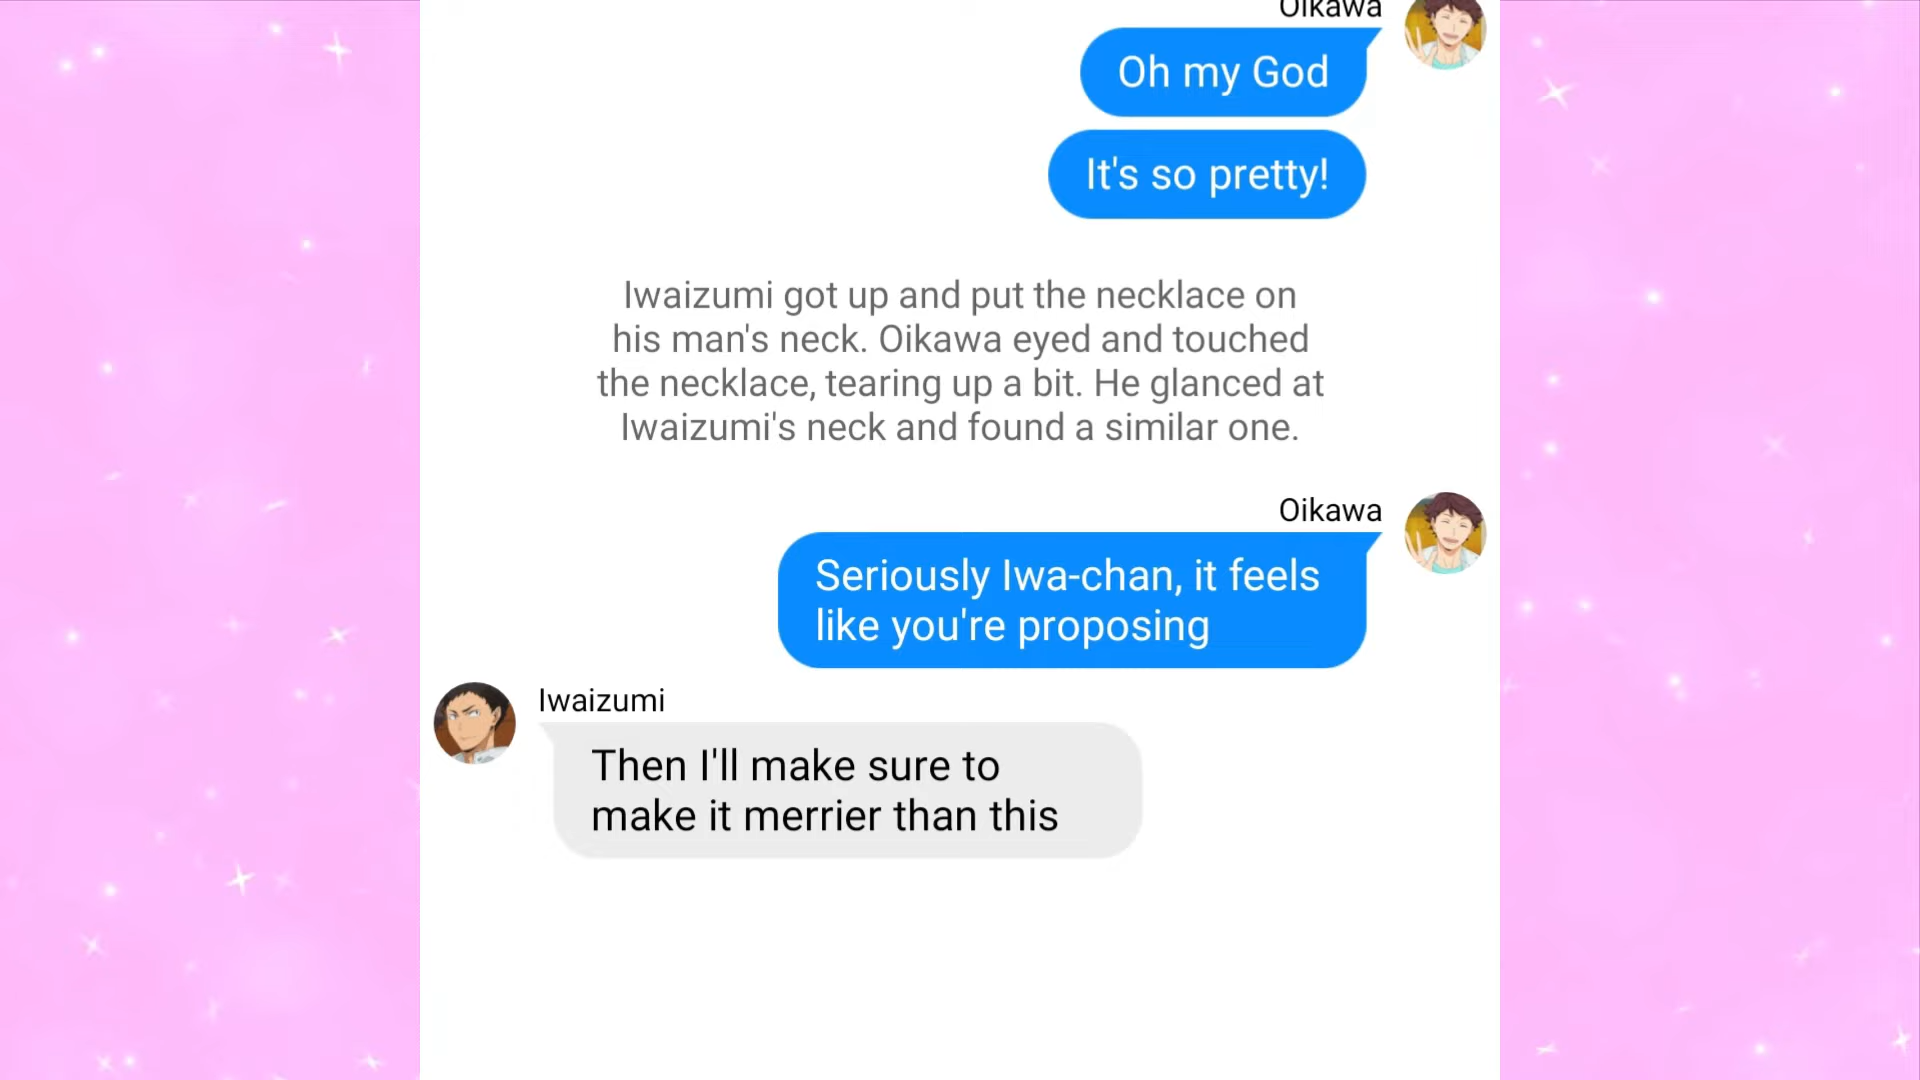 Oikawa
Oh my God
It's so pretty!
Iwaizumi got up and put the necklace on
his man's neck. Oikawa eyed and touched
the necklace, tearing up a bit. He glanced at
Iwaizumi's neck and found a similar one.
Oikawa
Seriously Iwa-chan, it feels
like you're proposing
Iwaizumi
Then I'll make sure to
make it merrier than this